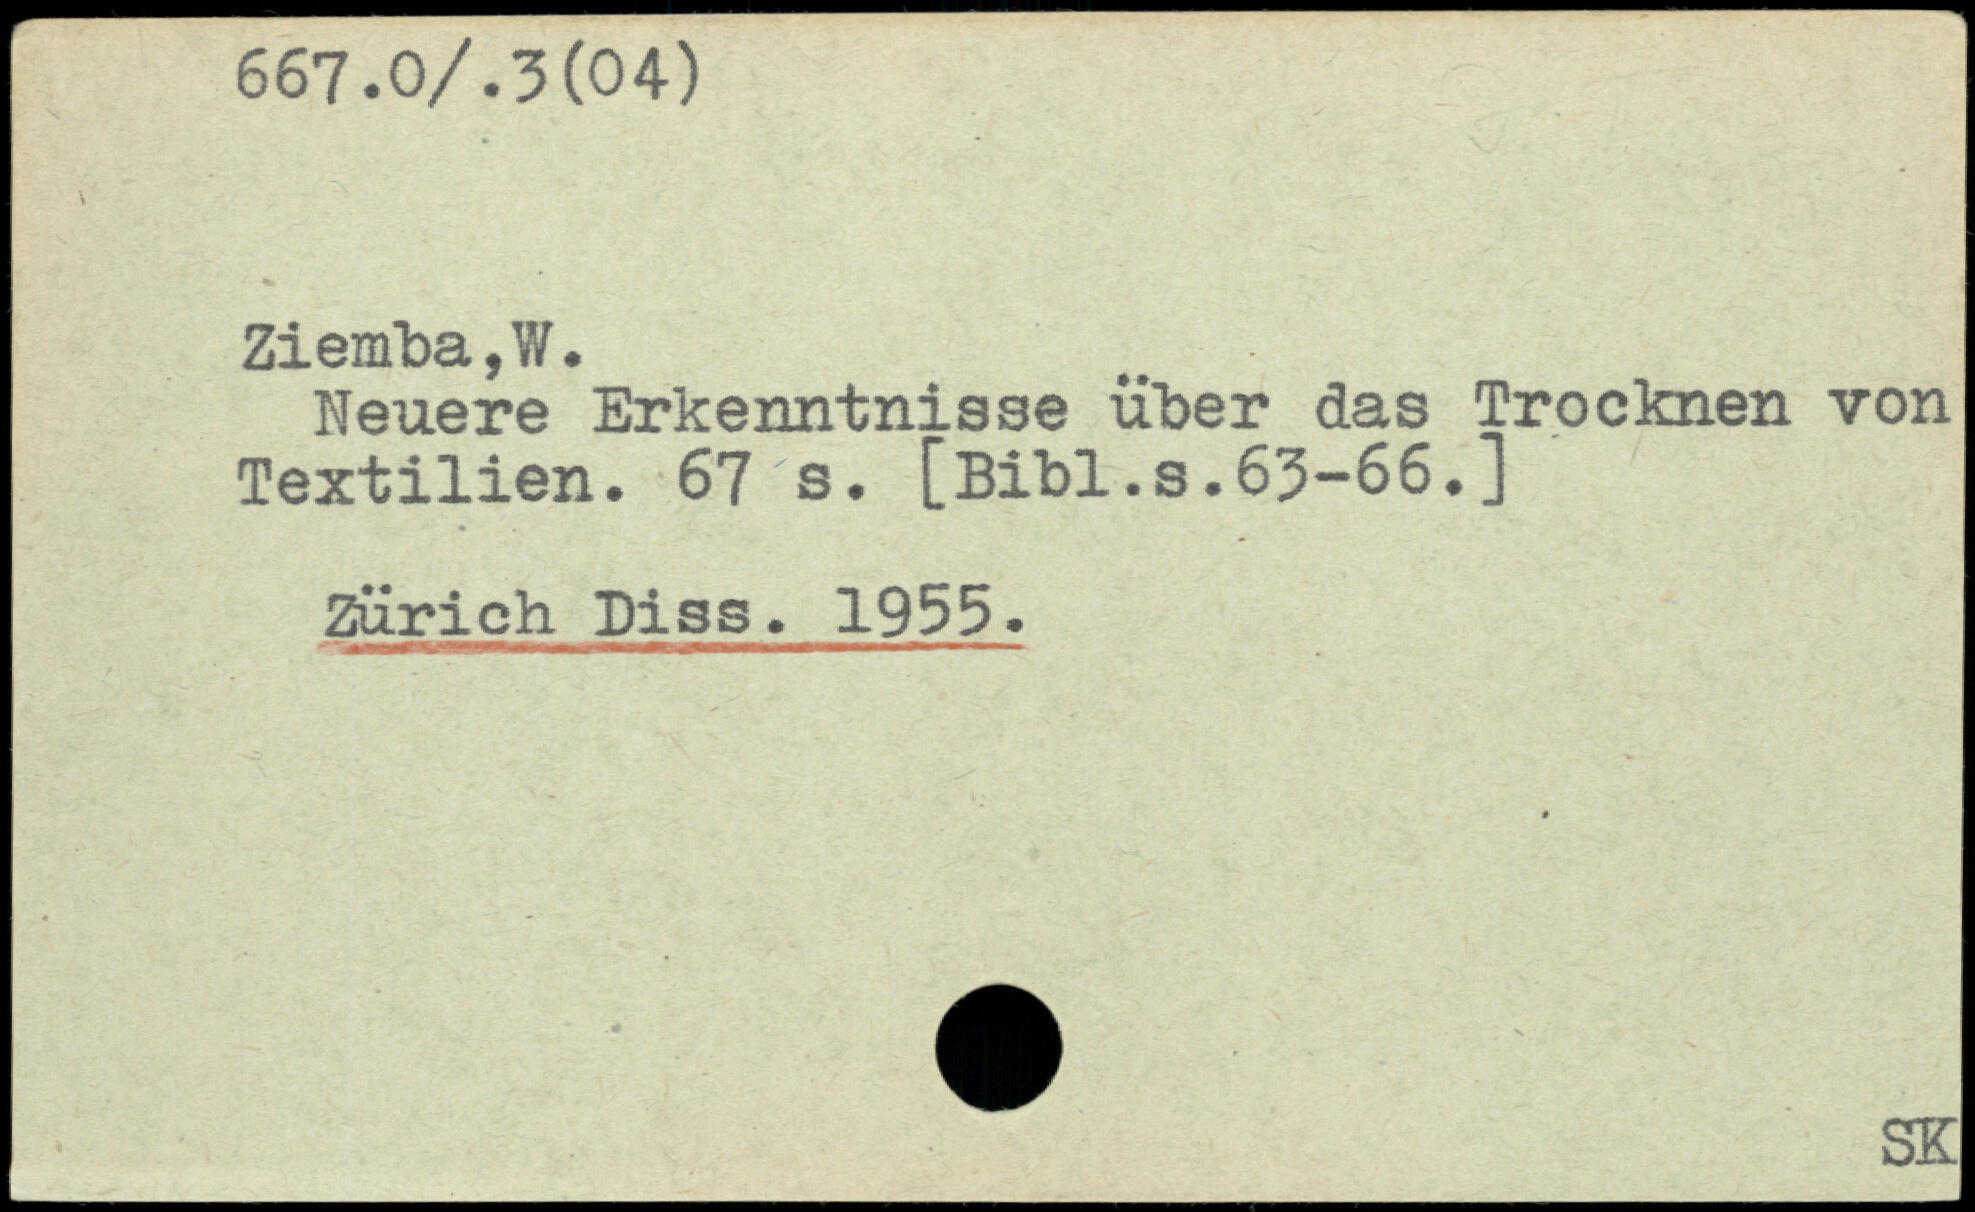 667.0/.3(04)
Ziemba,W.
Neuere Erkenntnisse über das Trocknen von
Textilien. 67 s. [Bibl.s.63-66.]
Zürich Diss. 1955.
SK